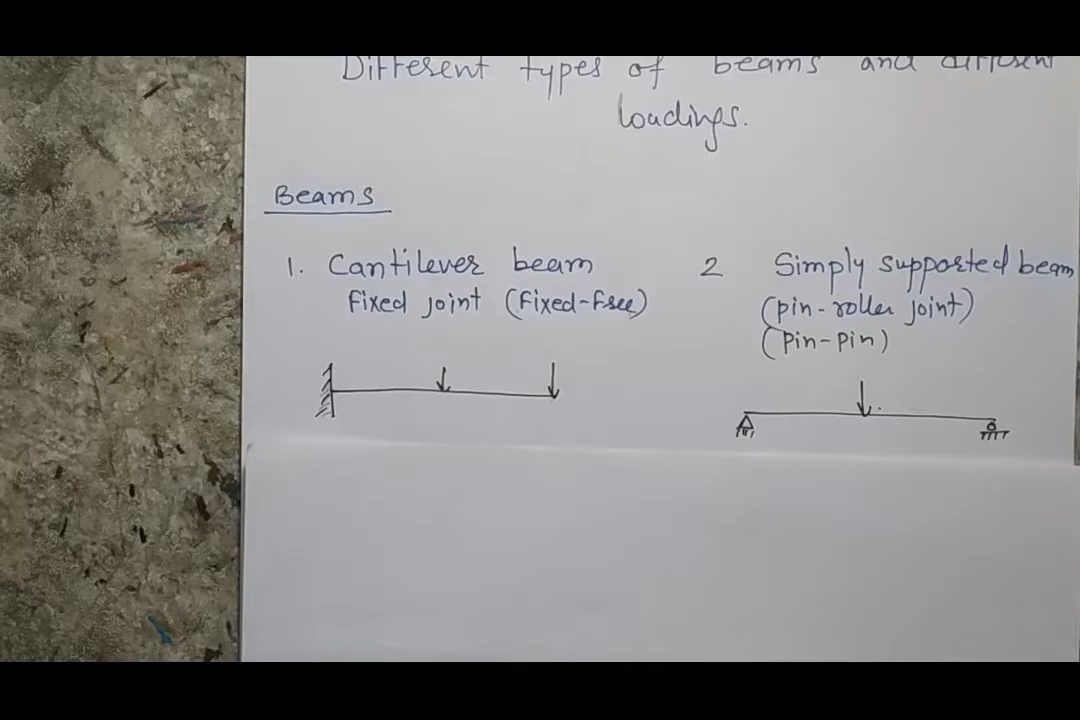 Different types of beams and different
loadings.
Beams
1. Cantilever beam
Fixed joint (Fixed-Free)
2 Simply supported beam
(pin-roller joint)
(pin-pin)